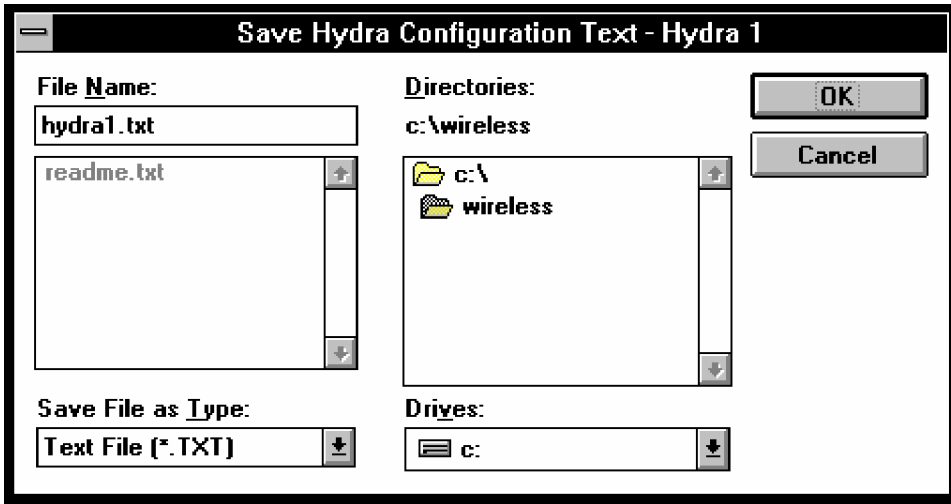 Save Hydra Configuration Text - Hydra 1
File Name:
hydra1.txt
readme.txt
Save File as Type:
Text File (*.TXT)
Directories:
c:\wireless
c:\
wireless
Drives:
c:
OK
Cancel